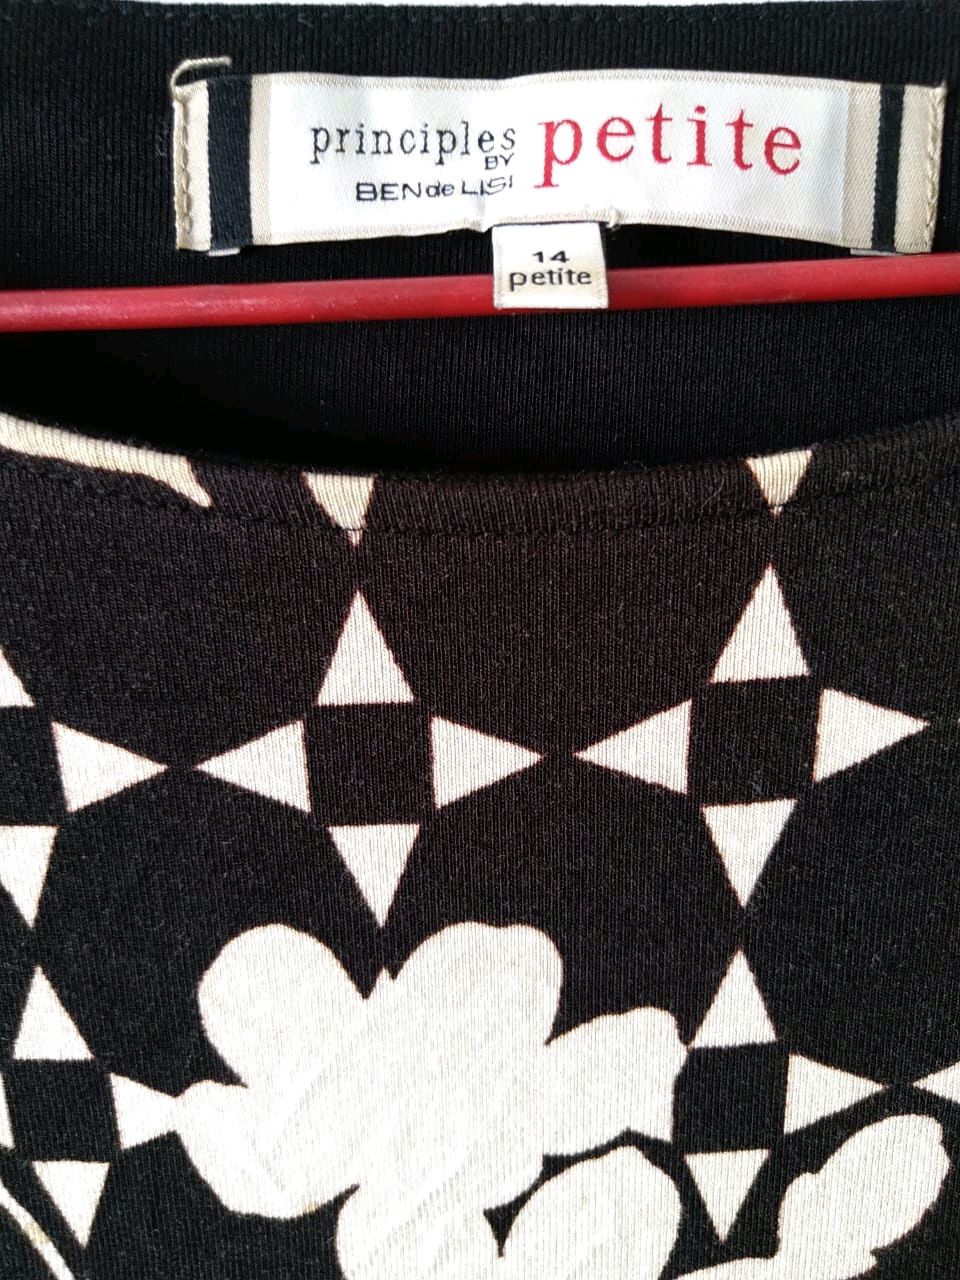 principles petite
BY
BEN de LISI
14
petite